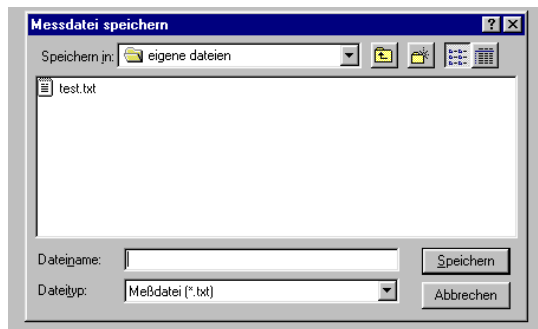 Messdatei speichern
Speichern in: eigene dateien
test.txt
Dateiname: Speichern
Dateityp: Meßdatei (*.txt) Abbrechen